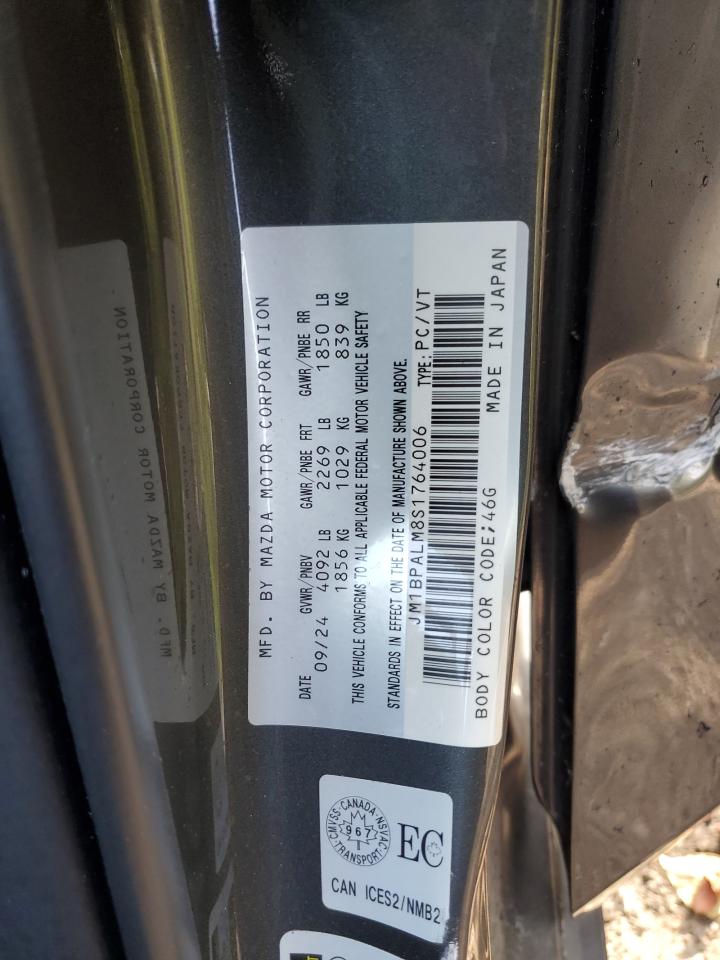 MFD. BY MAZDA MOTOR CORPORATION
DATE GVWR/PNBV GAWR/PNBE FRT GAWR/PNBE RR
09/24 4092 LB 2269 LB 1850 LB
1856 KG 1029 KG 839 KG
THIS VEHICLE CONFORMS TO ALL APPLICABLE FEDERAL MOTOR VEHICLE SAFETY
STANDARDS IN EFFECT ON THE DATE OF MANUFACTURE SHOWN ABOVE.
JM1BPALM8S1764006 TYPE: PC/VT
BODY COLOR CODE:46G MADE IN JAPAN
CMVSS · CANADA · NSVAC · TRANSPORT
967
EC
CAN ICES2/NMB2
MFD. BY MAZDA MOTOR CORPORATION